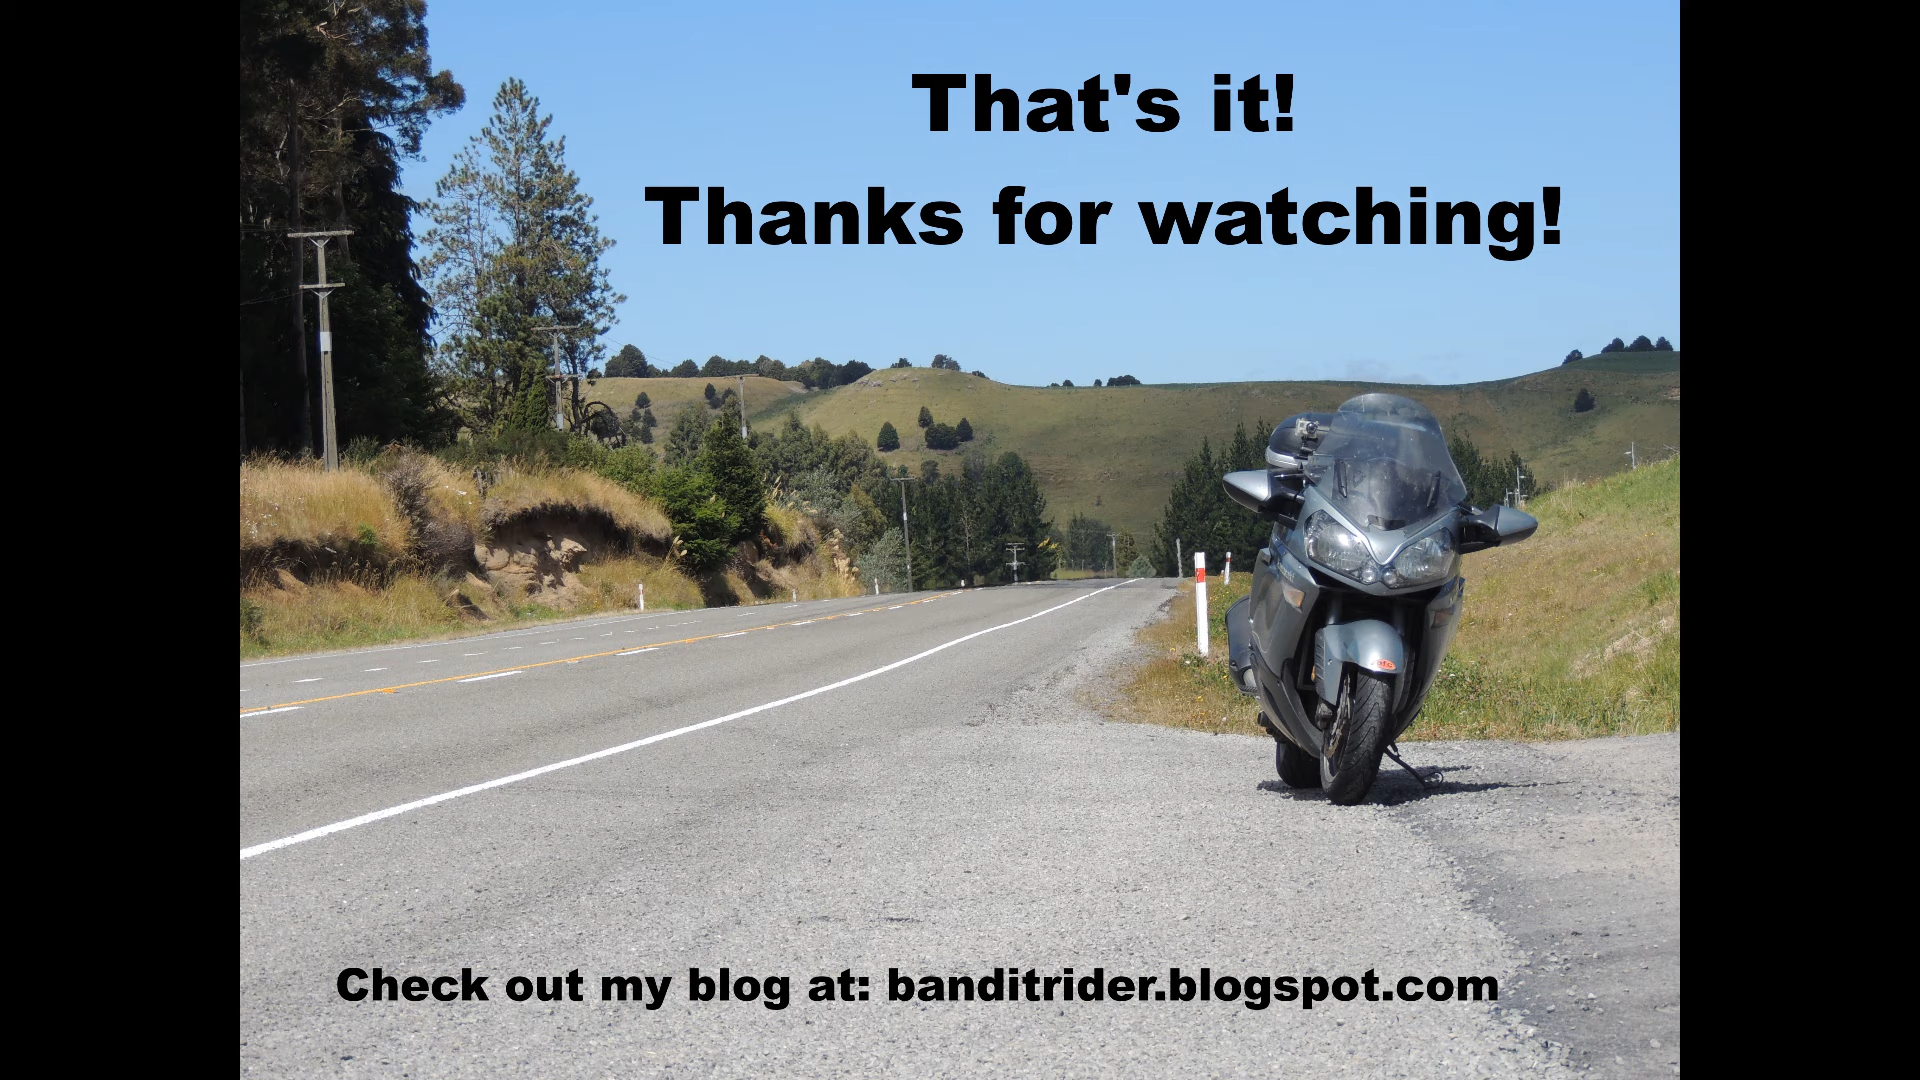 That's it!
Thanks for watching!
Check out my blog at: banditrider.blogspot.com